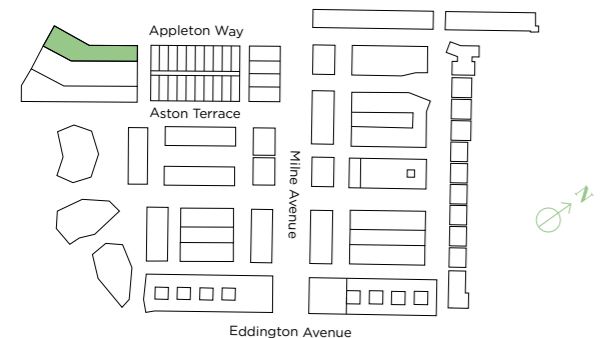 Appleton Way
Aston Terrace
Milne Avenue
N
Eddington Avenue